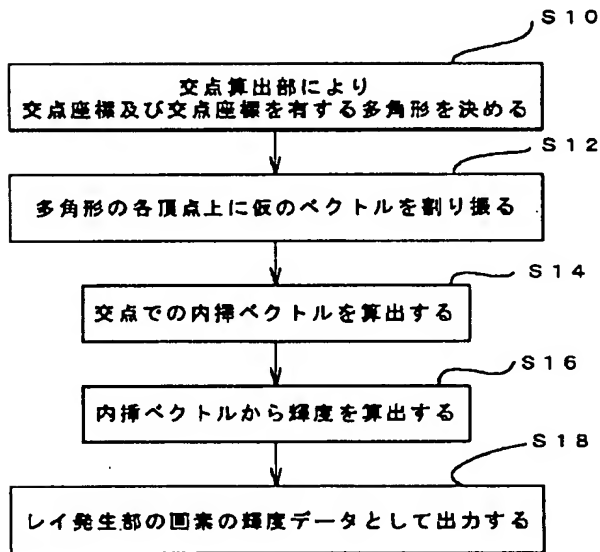 S10
交点算出部により
交点座標及び交点座標を有する多角形を決める
S12
多角形の各頂点上に仮のベクトルを割り振る
S14
交点での内挿ベクトルを算出する
S16
内挿ベクトルから輝度を算出する
S18
レイ発生部の画素の輝度データとして出力する